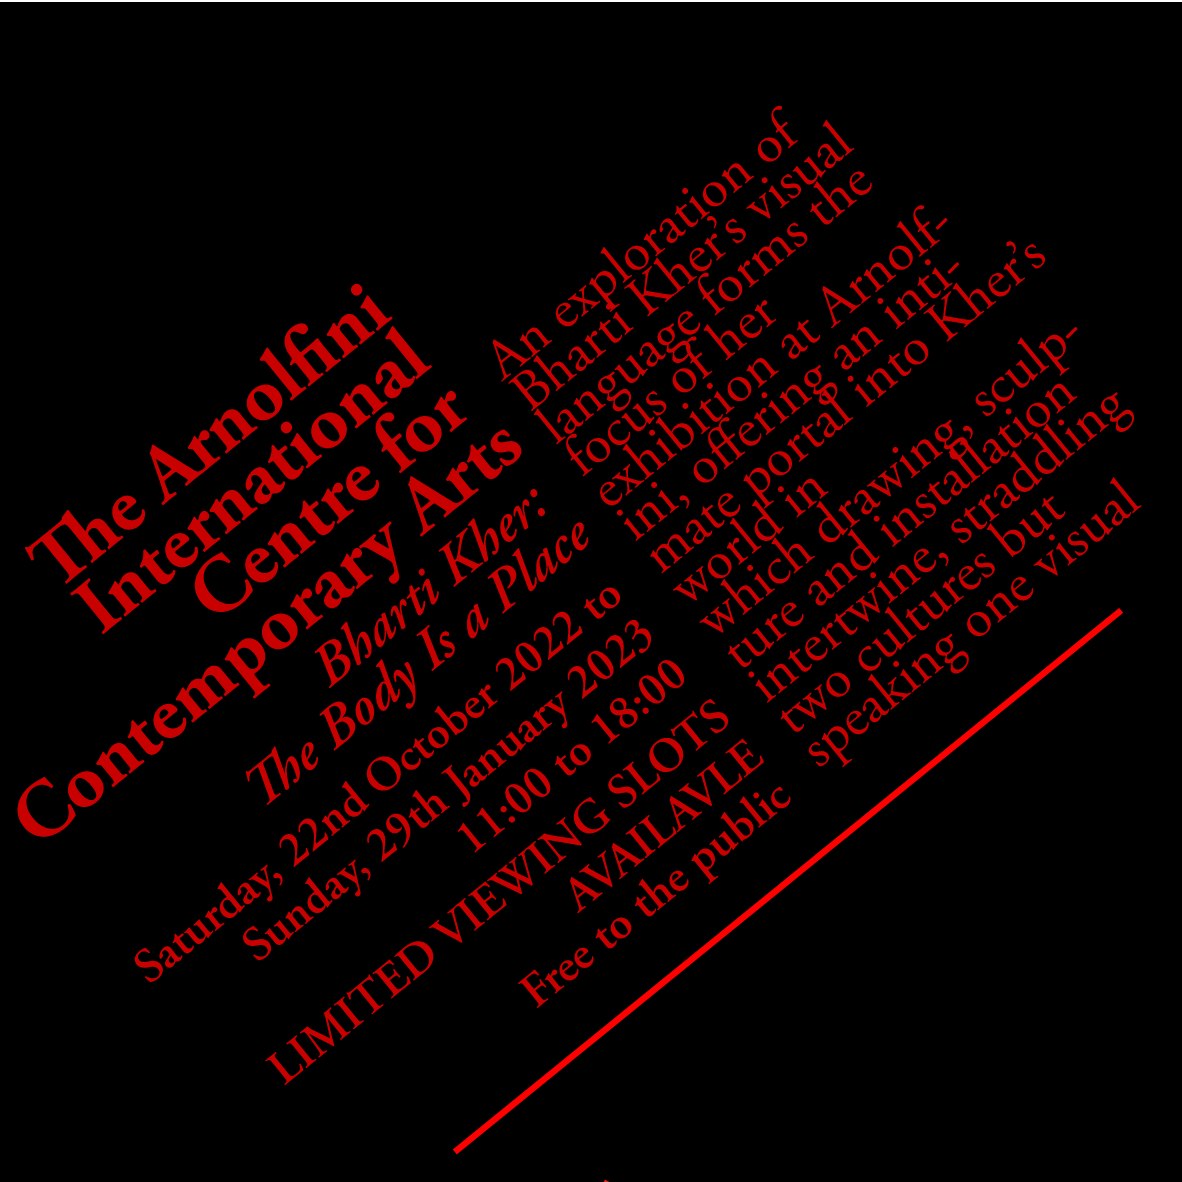 The Arnolfini
International
Centre for
Contemporary Arts
Bharti Kher:
The Body Is a Place
Saturday, 22nd October 2022 to
Sunday, 29th January 2023
11:00 to 18:00
LIMITED VIEWING SLOTS
AVAILAVLE
Free to the public
An exploration of
Bharti Kher’s visual
language forms the
focus of her
exhibition at Arnolf-
ini, offering an inti-
mate portal into Kher’s
world in
which drawing, sculp-
ture and installation
intertwine, straddling
two cultures but
speaking one visual